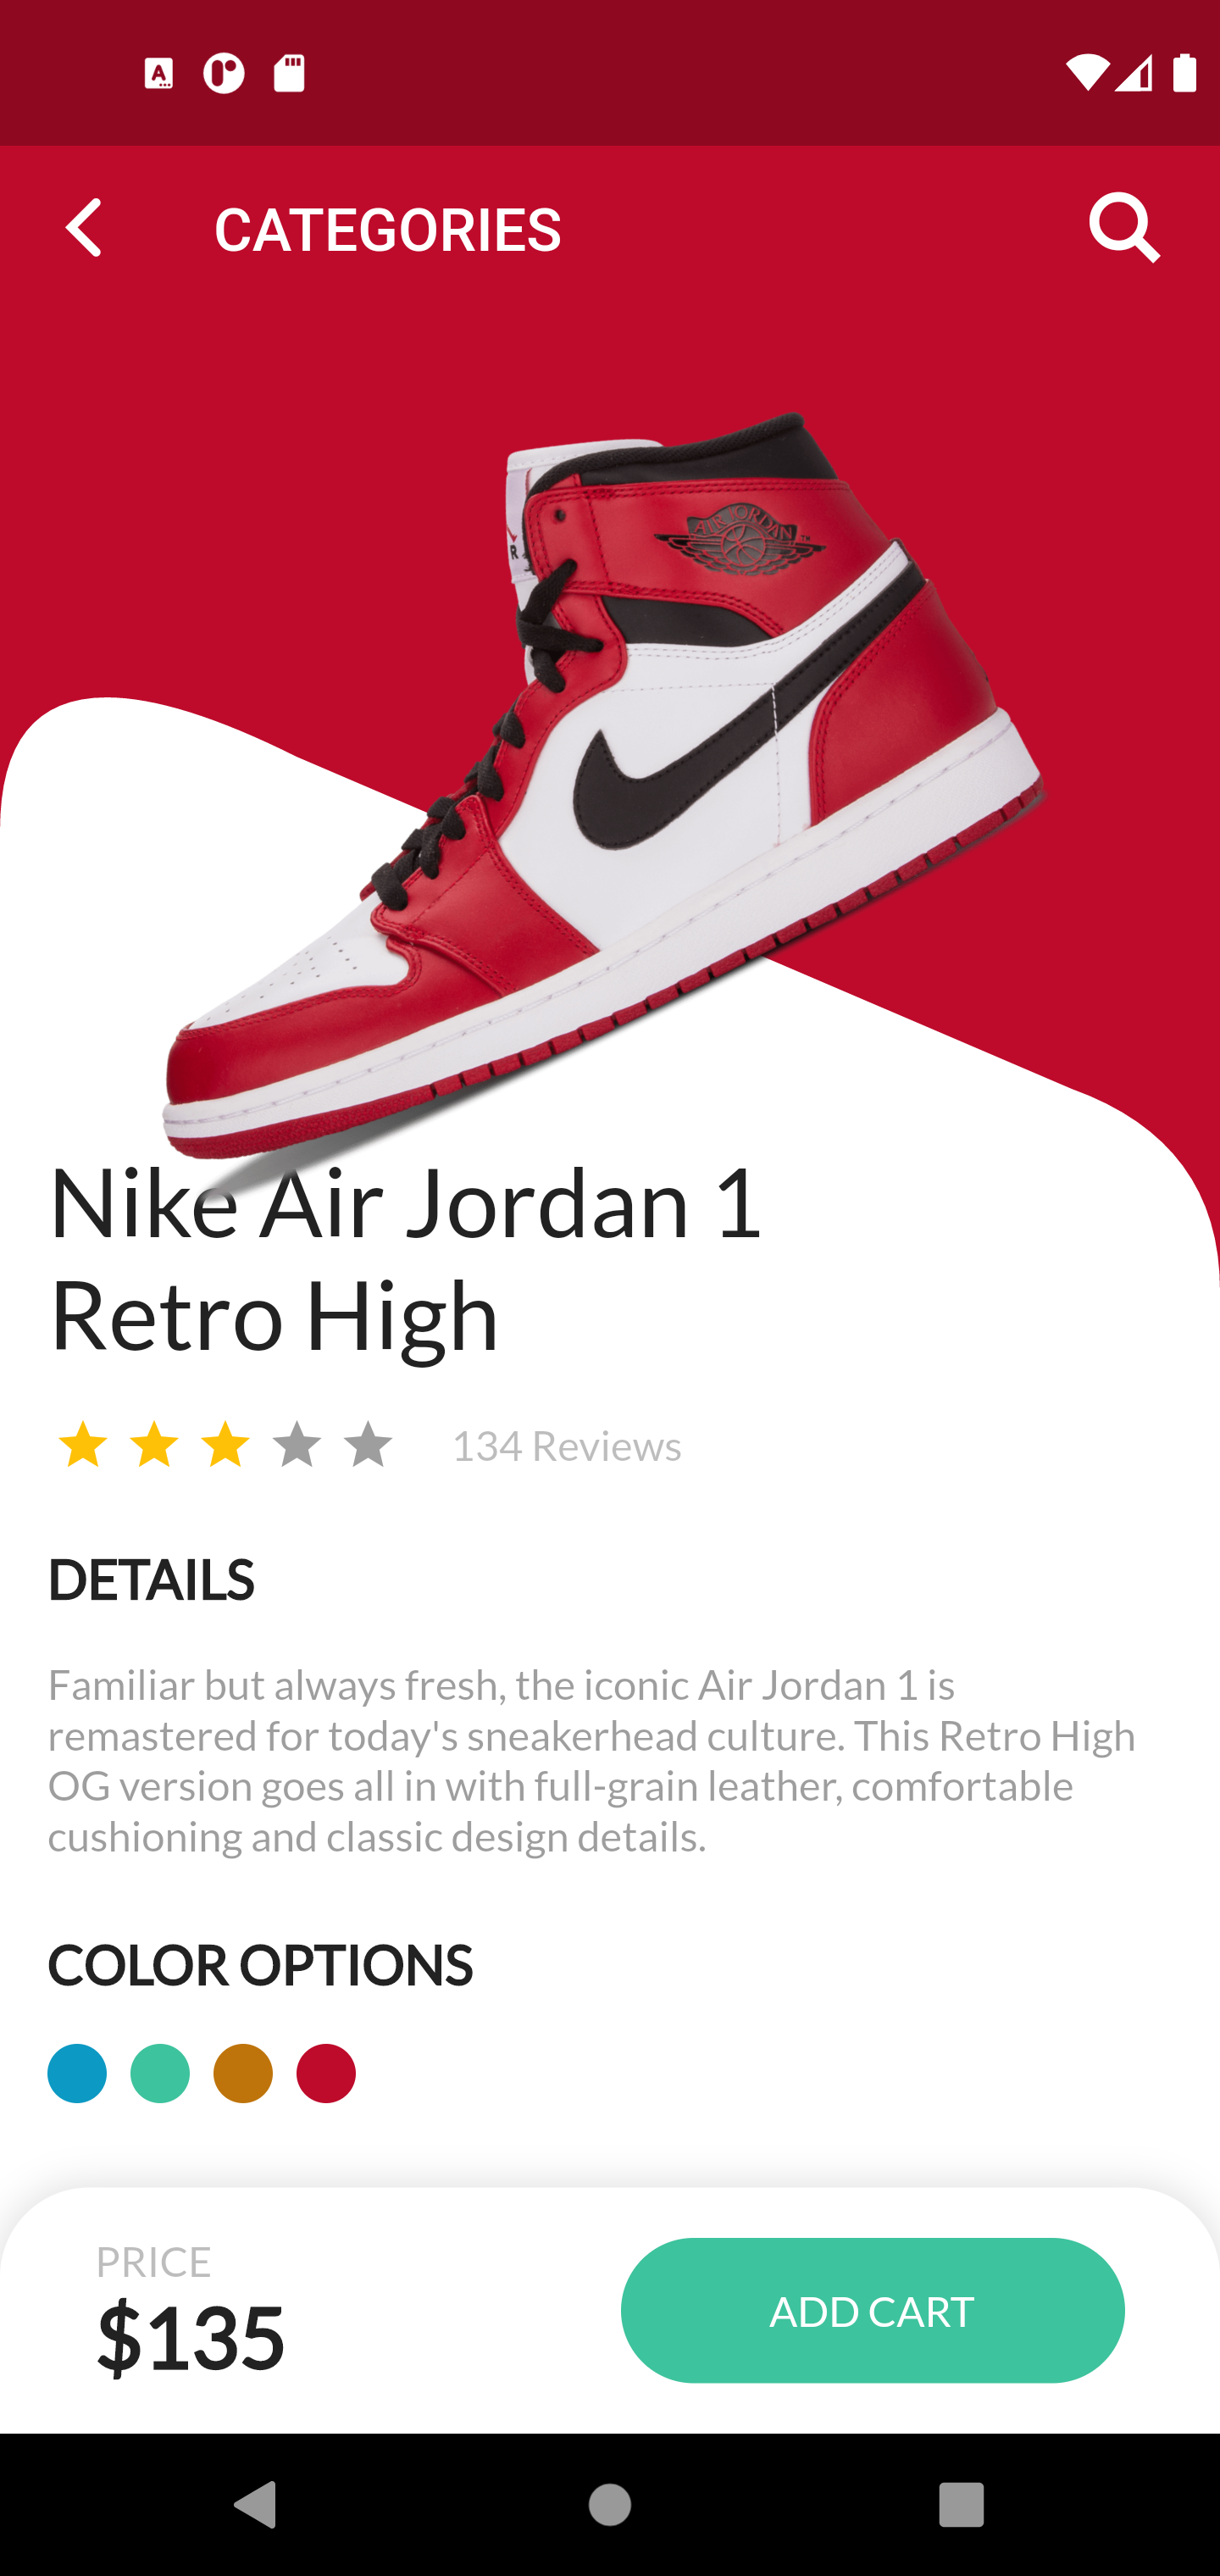 CATEGORIES
AIR JORDAN
Nike Air Jordan 1
Retro High
134 Reviews
DETAILS
Familiar but always fresh, the iconic Air Jordan 1 is
remastered for today's sneakerhead culture. This Retro High
OG version goes all in with full-grain leather, comfortable
cushioning and classic design details.
COLOR OPTIONS
PRICE
$135
ADD CART